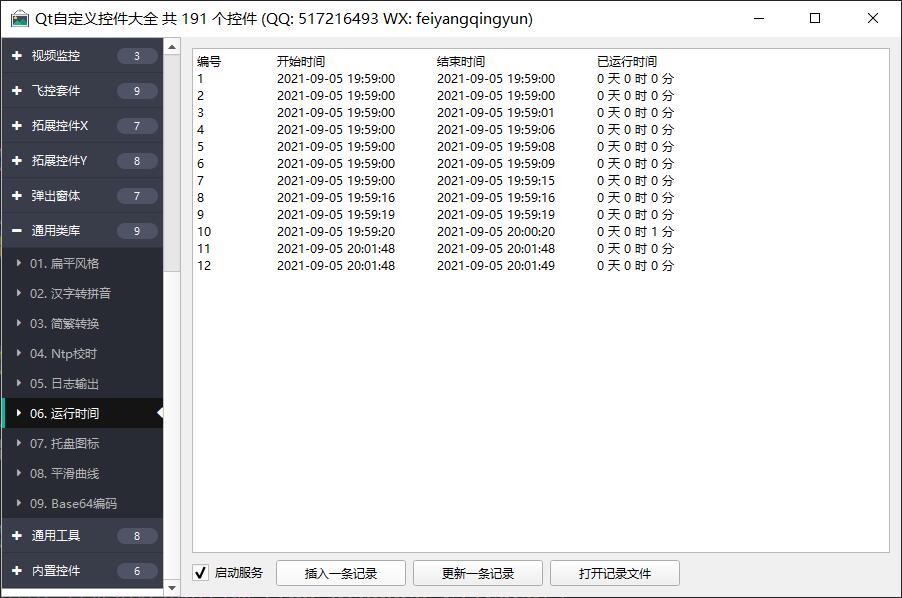 Qt自定义控件大全 共 191 个控件 (QQ: 517216493 WX: feiyangqingyun)
视频监控 3
飞控套件 9
拓展控件X 7
拓展控件Y 8
弹出窗体 7
通用类库 9
01. 扁平风格
02. 汉字转拼音
03. 简繁转换
04. Ntp校时
05. 日志输出
06. 运行时间
07. 托盘图标
08. 平滑曲线
09. Base64编码
通用工具 8
内置控件 6
编号 开始时间 结束时间 已运行时间
1 2021-09-05 19:59:00 2021-09-05 19:59:00 0 天 0 时 0 分
2 2021-09-05 19:59:00 2021-09-05 19:59:00 0 天 0 时 0 分
3 2021-09-05 19:59:00 2021-09-05 19:59:01 0 天 0 时 0 分
4 2021-09-05 19:59:00 2021-09-05 19:59:06 0 天 0 时 0 分
5 2021-09-05 19:59:00 2021-09-05 19:59:08 0 天 0 时 0 分
6 2021-09-05 19:59:00 2021-09-05 19:59:09 0 天 0 时 0 分
7 2021-09-05 19:59:00 2021-09-05 19:59:15 0 天 0 时 0 分
8 2021-09-05 19:59:16 2021-09-05 19:59:16 0 天 0 时 0 分
9 2021-09-05 19:59:19 2021-09-05 19:59:19 0 天 0 时 0 分
10 2021-09-05 19:59:20 2021-09-05 20:00:20 0 天 0 时 1 分
11 2021-09-05 20:01:48 2021-09-05 20:01:48 0 天 0 时 0 分
12 2021-09-05 20:01:48 2021-09-05 20:01:49 0 天 0 时 0 分
启动服务 插入一条记录 更新一条记录 打开记录文件